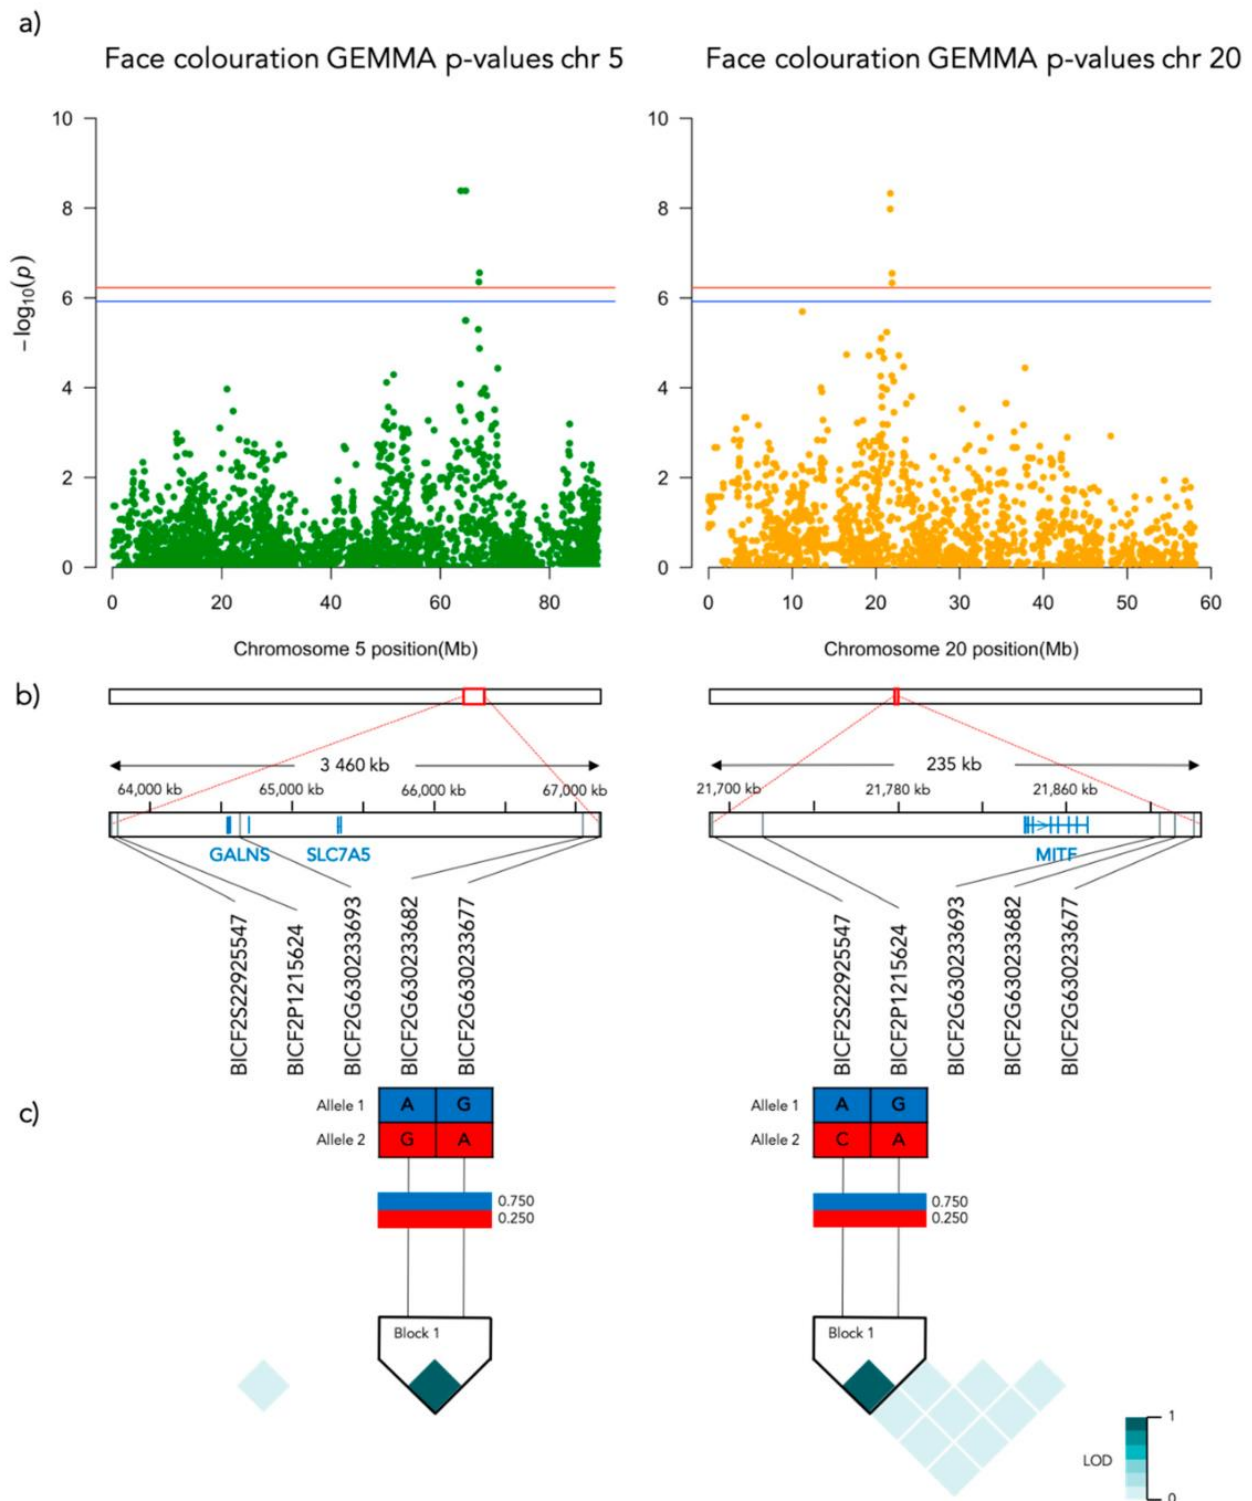 a)
Face colouration GEMMA p-values chr 5
Face colouration GEMMA p-values chr 20
−log10(p)
10
8
6
4
2
0
0 20 40 60 80
Chromosome 5 position(Mb)
10
8
6
4
2
0
0 10 20 30 40 50 60
Chromosome 20 position(Mb)
b)
3 460 kb
64,000 kb 65,000 kb 66,000 kb 67,000 kb
GALNS SLC7A5
BICF2S22925547
BICF2P1215624
BICF2G630233693
BICF2G630233682
BICF2G630233677
235 kb
21,700 kb 21,780 kb 21,860 kb
MITF
BICF2S22925547
BICF2P1215624
BICF2G630233693
BICF2G630233682
BICF2G630233677
c)
Allele 1 A G
Allele 2 G A
0.750
0.250
Block 1
Allele 1 A G
Allele 2 C A
0.750
0.250
Block 1
LOD
1
0